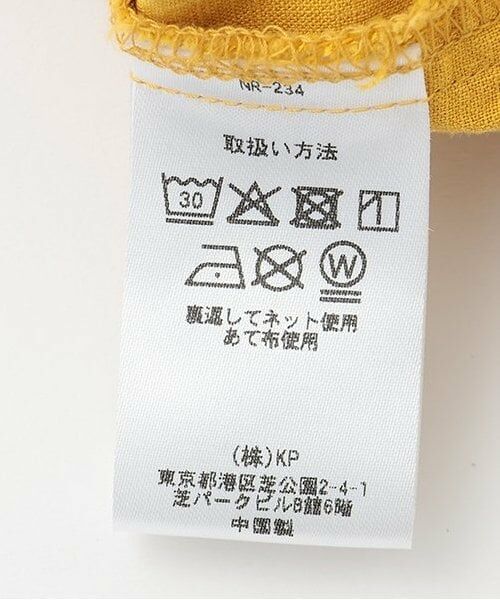 NR-234
取扱い方法
30
W
裏返してネット使用
あて布使用
(株)KP
東京都港区芝公園2-4-1
芝パークビルB館6階
中国製